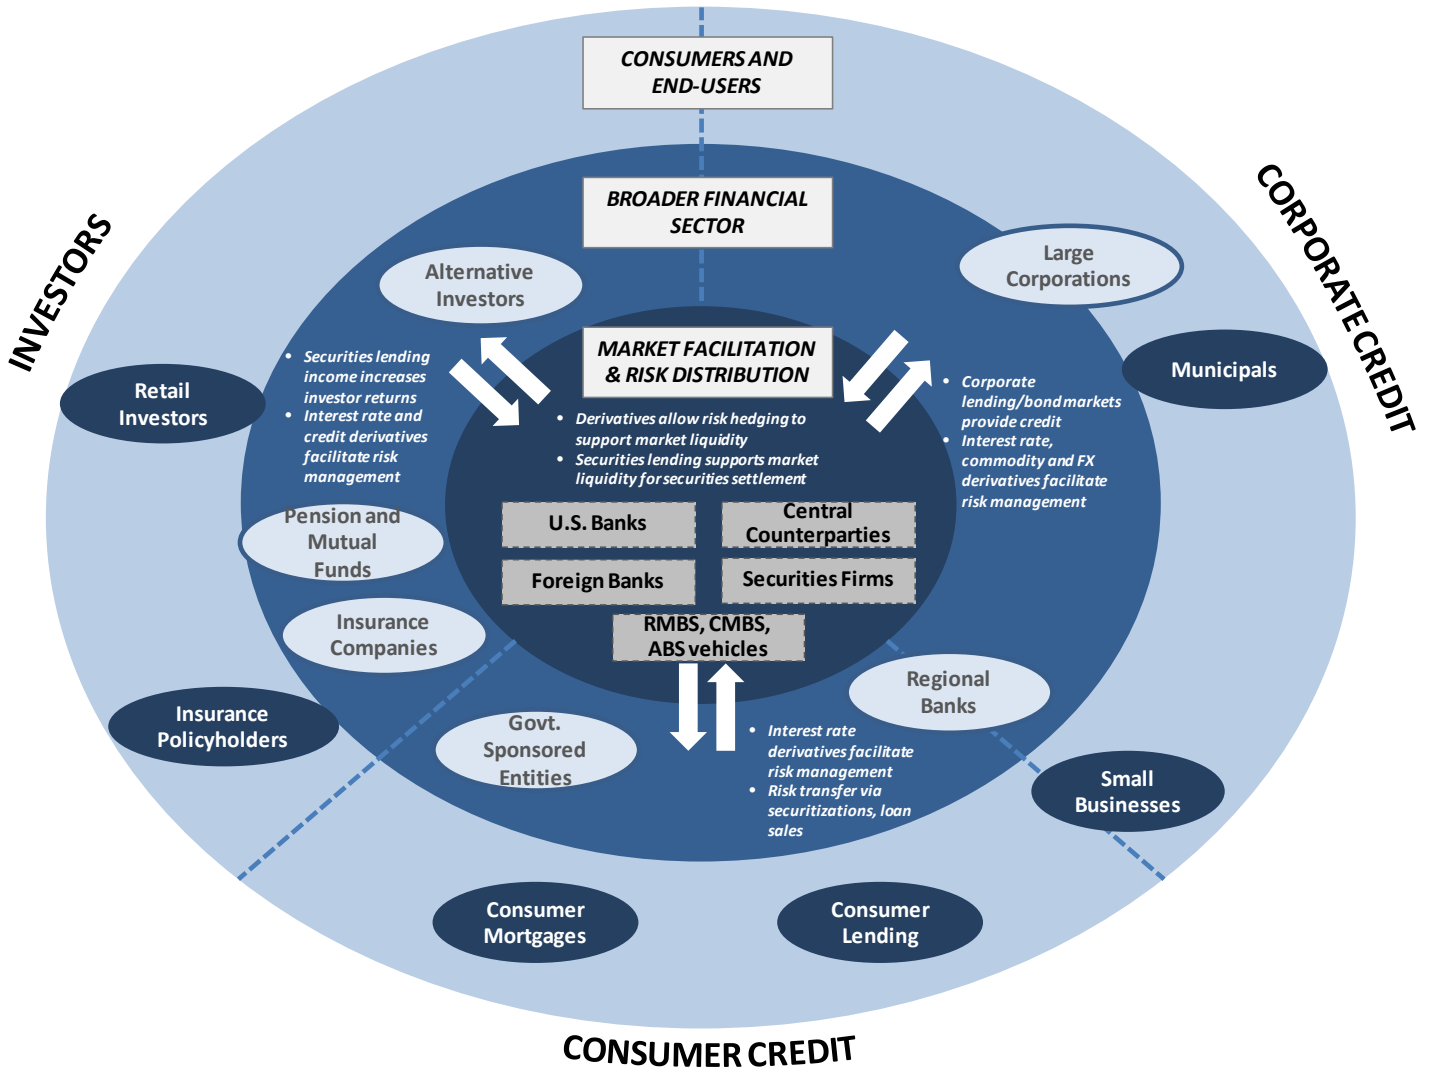 CONSUMERS AND
END-USERS
BROADER FINANCIAL
SECTOR
MARKET FACILITATION
& RISK DISTRIBUTION
INVESTORS
CORPORATE CREDIT
CONSUMER CREDIT
Alternative
Investors
Large
Corporations
Retail
Investors
Municipals
• Securities lending
income increases
investor returns
• Interest rate and
credit derivatives
facilitate risk
management
• Derivatives allow risk hedging to
support market liquidity
• Securities lending supports market
liquidity for securities settlement
• Corporate
lending/bond markets
provide credit
• Interest rate,
commodity and FX
derivatives facilitate
risk management
U.S. Banks
Central
Counterparties
Foreign Banks
Securities Firms
RMBS, CMBS,
ABS vehicles
Pension and
Mutual
Funds
Insurance
Companies
Insurance
Policyholders
Govt.
Sponsored
Entities
• Interest rate
derivatives facilitate
risk management
• Risk transfer via
securitizations, loan
sales
Regional
Banks
Small
Businesses
Consumer
Mortgages
Consumer
Lending